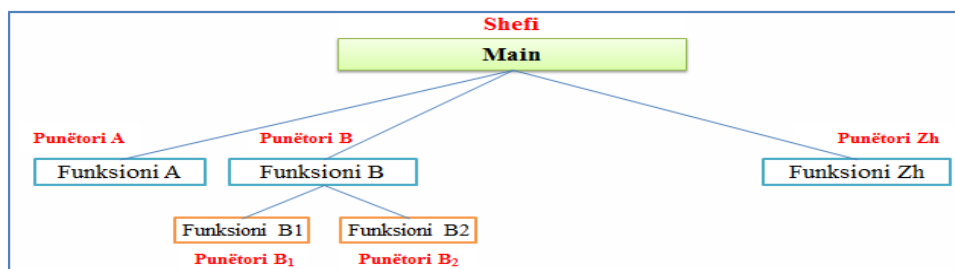 Shefi
Main
Punëtori A
Punëtori B
Punëtori Zh
Funksioni A
Funksioni B
Funksioni Zh
Funksioni B1
Funksioni B2
Punëtori B₁
Punëtori B₂